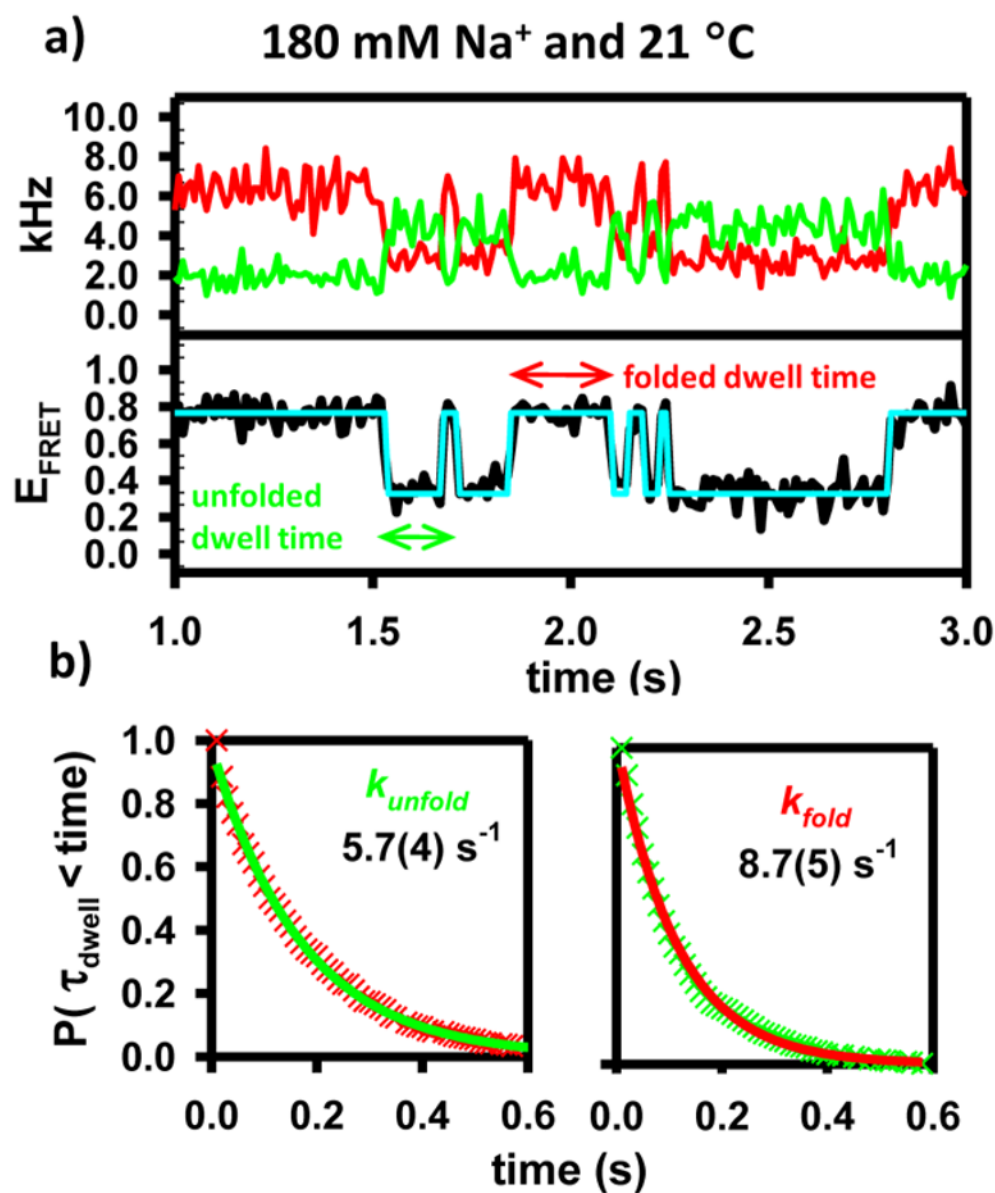 a)
180 mM Na⁺ and 21 °C
kHz
10.0
8.0
6.0
4.0
2.0
0.0
E_FRET
1.0
0.8
0.6
0.4
0.2
0.0
folded dwell time
unfolded
dwell time
1.0 1.5 2.0 2.5 3.0
time (s)
b)
P( τ_dwell < time)
1.0
0.8
0.6
0.4
0.2
0.0
k_unfold
5.7(4) s⁻¹
k_fold
8.7(5) s⁻¹
0.0 0.2 0.4 0.6 0.0 0.2 0.4 0.6
time (s)